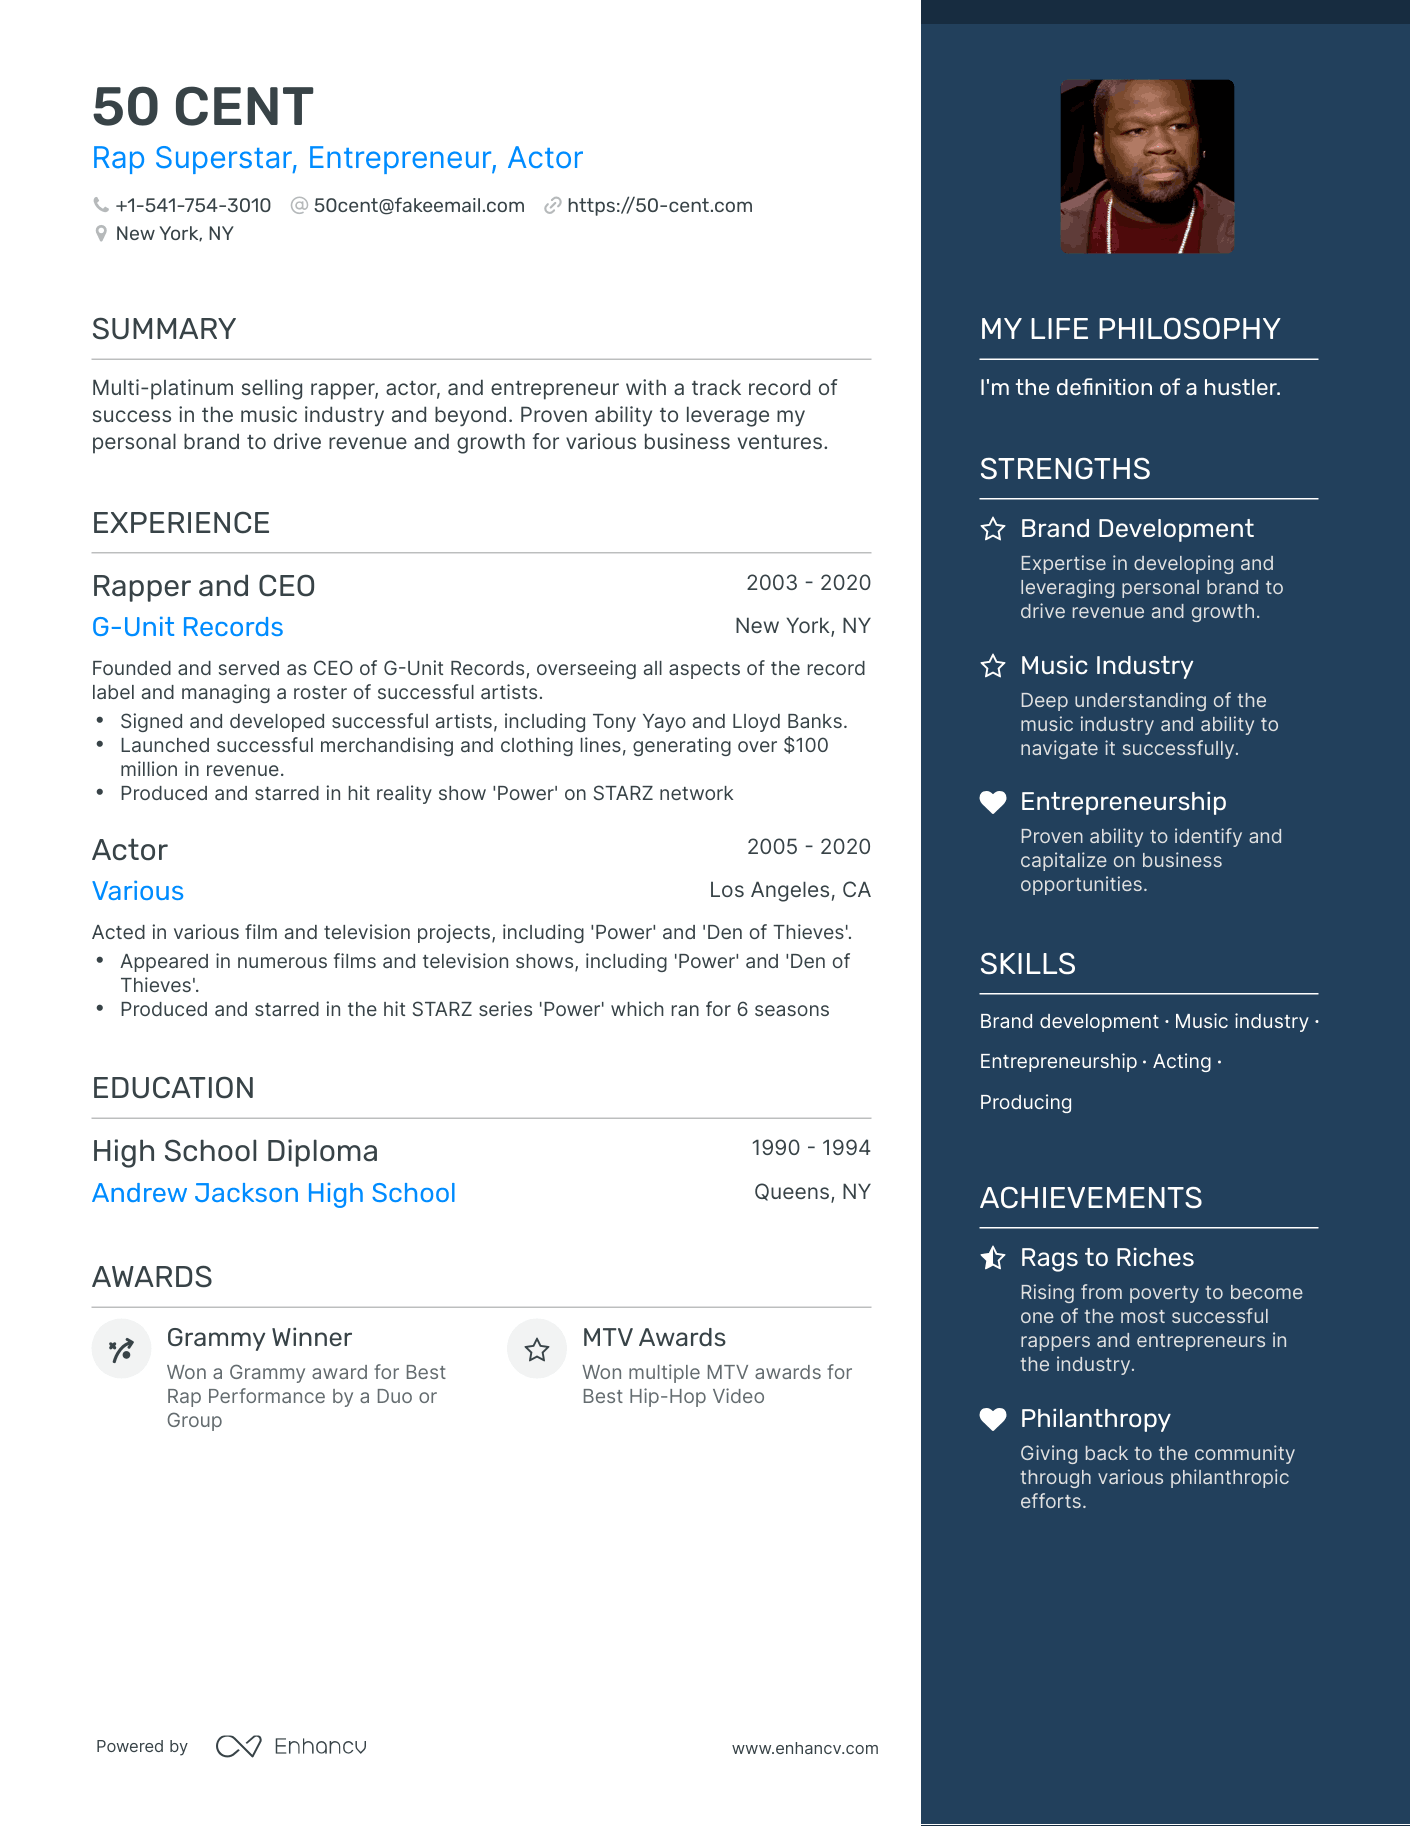 50 CENT
Rap Superstar, Entrepreneur, Actor
+1-541-754-3010 50cent@fakeemail.com https://50-cent.com
New York, NY
SUMMARY
Multi-platinum selling rapper, actor, and entrepreneur with a track record of
success in the music industry and beyond. Proven ability to leverage my
personal brand to drive revenue and growth for various business ventures.
EXPERIENCE
Rapper and CEO 2003 - 2020
G-Unit Records New York, NY
Founded and served as CEO of G-Unit Records, overseeing all aspects of the record
label and managing a roster of successful artists.
• Signed and developed successful artists, including Tony Yayo and Lloyd Banks.
• Launched successful merchandising and clothing lines, generating over $100
million in revenue.
• Produced and starred in hit reality show 'Power' on STARZ network
Actor 2005 - 2020
Various Los Angeles, CA
Acted in various film and television projects, including 'Power' and 'Den of Thieves'.
• Appeared in numerous films and television shows, including 'Power' and 'Den of
Thieves'.
• Produced and starred in the hit STARZ series 'Power' which ran for 6 seasons
EDUCATION
High School Diploma 1990 - 1994
Andrew Jackson High School Queens, NY
AWARDS
Grammy Winner
Won a Grammy award for Best
Rap Performance by a Duo or
Group
MTV Awards
Won multiple MTV awards for
Best Hip-Hop Video
Powered by Enhancv www.enhancv.com
MY LIFE PHILOSOPHY
I'm the definition of a hustler.
STRENGTHS
Brand Development
Expertise in developing and
leveraging personal brand to
drive revenue and growth.
Music Industry
Deep understanding of the
music industry and ability to
navigate it successfully.
Entrepreneurship
Proven ability to identify and
capitalize on business
opportunities.
SKILLS
Brand development · Music industry ·
Entrepreneurship · Acting ·
Producing
ACHIEVEMENTS
Rags to Riches
Rising from poverty to become
one of the most successful
rappers and entrepreneurs in
the industry.
Philanthropy
Giving back to the community
through various philanthropic
efforts.